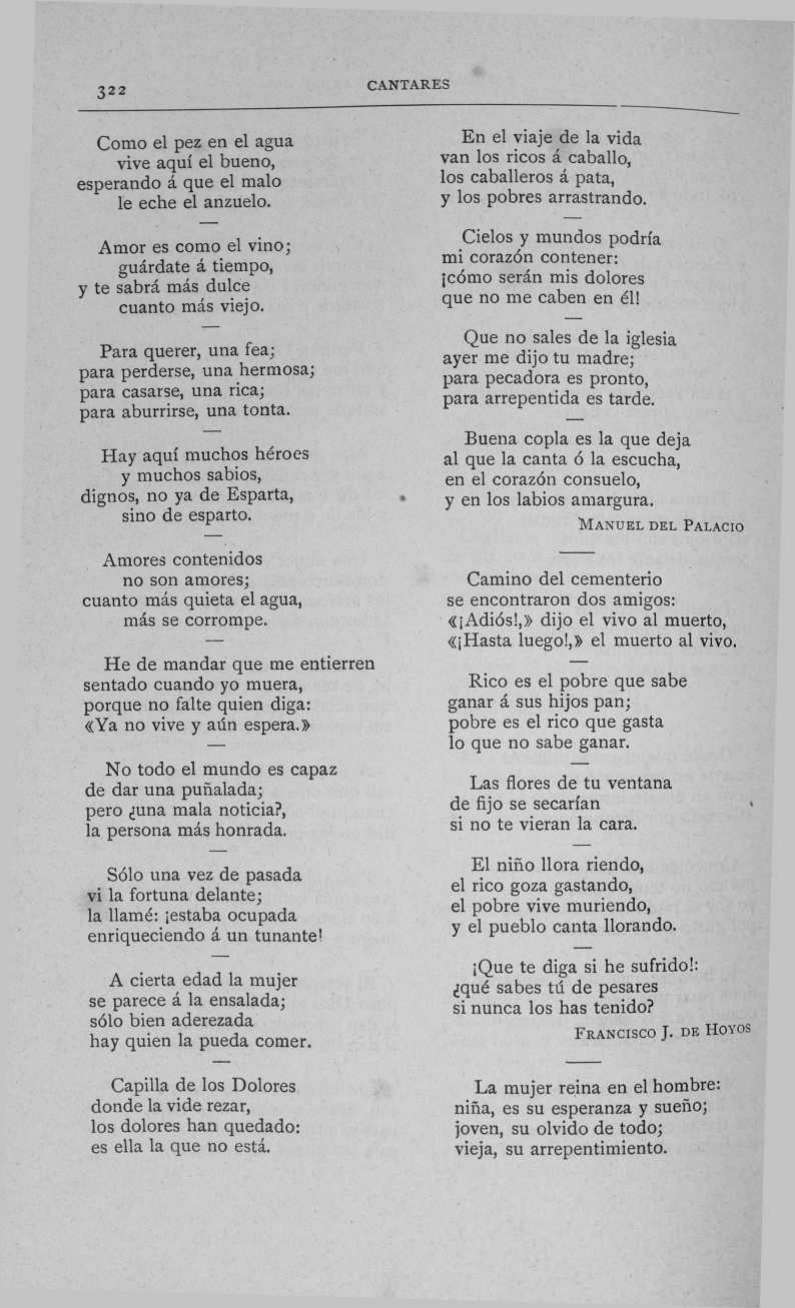 322
CANTARES
Como el pez en el agua
vive aquí el bueno,
esperando á que el malo
le eche el anzuelo.
—
Amor es como el vino;
guárdate á tiempo,
y te sabrá más dulce
cuanto más viejo.
—
Para querer, una fea;
para perderse, una hermosa;
para casarse, una rica;
para aburrirse, una tonta.
—
Hay aquí muchos héroes
y muchos sabios,
dignos, no ya de Esparta,
sino de esparto.
—
Amores contenidos
no son amores;
cuanto más quieta el agua,
más se corrompe.
—
He de mandar que me entierren
sentado cuando yo muera,
porque no falte quien diga:
«Ya no vive y aún espera.»
—
No todo el mundo es capaz
de dar una puñalada;
pero ¿una mala noticia?,
la persona más honrada.
—
Sólo una vez de pasada
vi la fortuna delante;
la llamé: ¡estaba ocupada
enriqueciendo á un tunante!
—
A cierta edad la mujer
se parece á la ensalada;
sólo bien aderezada
hay quien la pueda comer.
—
Capilla de los Dolores
donde la vide rezar,
los dolores han quedado:
es ella la que no está.
En el viaje de la vida
van los ricos á caballo,
los caballeros á pata,
y los pobres arrastrando.
—
Cielos y mundos podría
mi corazón contener:
¡cómo serán mis dolores
que no me caben en él!
—
Que no sales de la iglesia
ayer me dijo tu madre;
para pecadora es pronto,
para arrepentida es tarde.
—
Buena copla es la que deja
al que la canta ó la escucha,
en el corazón consuelo,
y en los labios amargura.
MANUEL DEL PALACIO
—
Camino del cementerio
se encontraron dos amigos:
«¡Adiós!,» dijo el vivo al muerto,
«¡Hasta luego!,» el muerto al vivo.
—
Rico es el pobre que sabe
ganar á sus hijos pan;
pobre es el rico que gasta
lo que no sabe ganar.
—
Las flores de tu ventana
de fijo se secarían
si no te vieran la cara.
—
El niño llora riendo,
el rico goza gastando,
el pobre vive muriendo,
y el pueblo canta llorando.
—
¡Que te diga si he sufrido!:
¿qué sabes tú de pesares
si nunca los has tenido?
FRANCISCO J. DE HOYOS
—
La mujer reina en el hombre:
niña, es su esperanza y sueño;
joven, su olvido de todo;
vieja, su arrepentimiento.